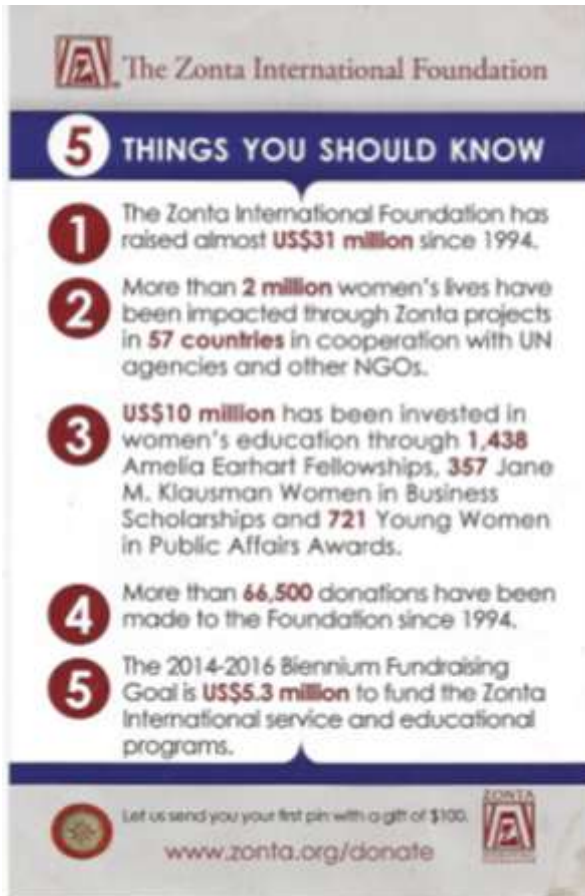 The Zonta International Foundation
5 THINGS YOU SHOULD KNOW
1 The Zonta International Foundation has
raised almost US$31 million since 1994.
2 More than 2 million women's lives have
been impacted through Zonta projects
in 57 countries in cooperation with UN
agencies and other NGOs.
3 US$10 million has been invested in
women's education through 1,438
Amelia Earhart Fellowships, 357 Jane
M. Klausman Women in Business
Scholarships and 721 Young Women
in Public Affairs Awards.
4 More than 66,500 donations have been
made to the Foundation since 1994.
5 The 2014-2016 Biennium Fundraising
Goal is US$5.3 million to fund the Zonta
International service and educational
programs.
Let us send you your first pin with a gift of $100.
www.zonta.org/donate
ZONTA